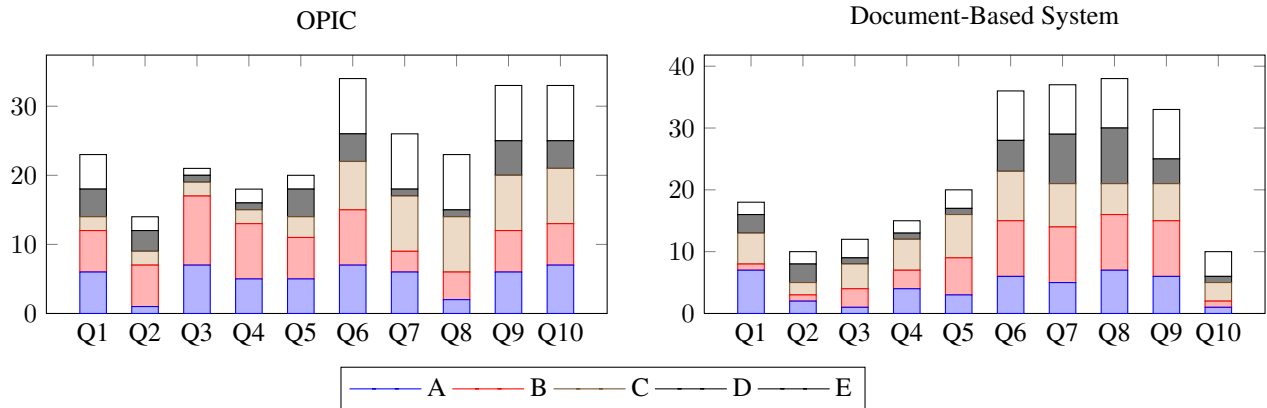 OPIC
30
20
10
0
Q1 Q2 Q3 Q4 Q5 Q6 Q7 Q8 Q9 Q10
Document-Based System
40
30
20
10
0
Q1 Q2 Q3 Q4 Q5 Q6 Q7 Q8 Q9 Q10
A B C D E